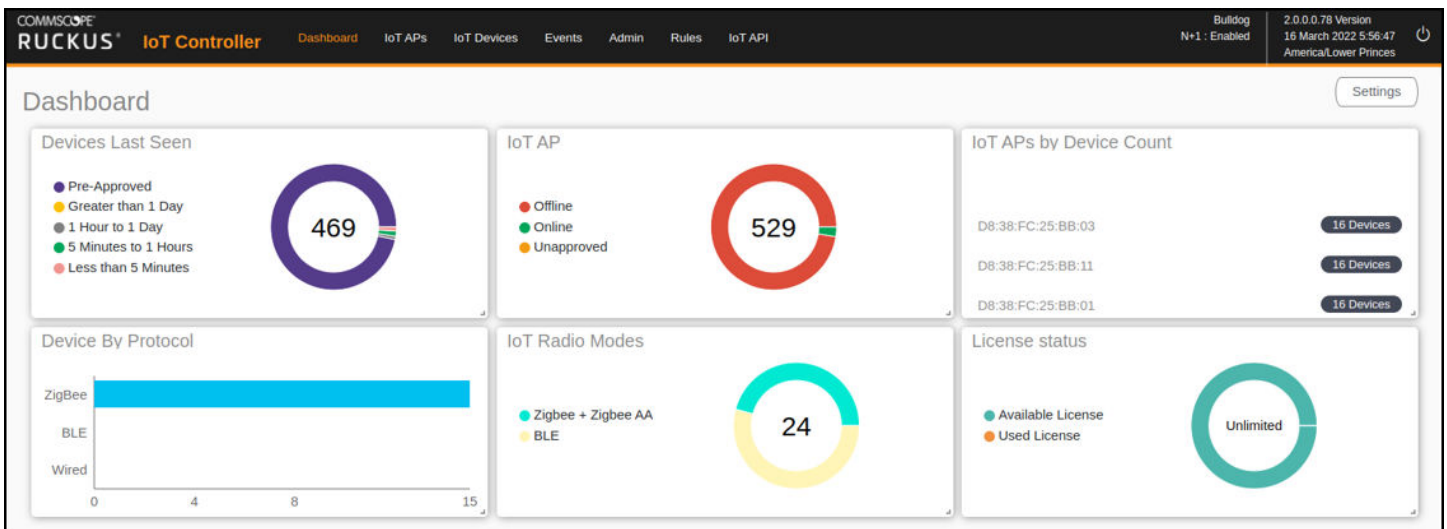 COMMSCOPE
RUCKUS® IoT Controller
Dashboard
IoT APs
IoT Devices
Events
Admin
Rules
IoT API
Bulldog
N+1 : Enabled
2.0.0.0.78 Version
16 March 2022 5:56:47
America/Lower Princes
Dashboard
Settings
Devices Last Seen
Pre-Approved
Greater than 1 Day
1 Hour to 1 Day
5 Minutes to 1 Hours
Less than 5 Minutes
469
IoT AP
Offline
Online
Unapproved
529
IoT APs by Device Count
D8:38:FC:25:BB:03 16 Devices
D8:38:FC:25:BB:11 16 Devices
D8:38:FC:25:BB:01 16 Devices
Device By Protocol
ZigBee
BLE
Wired
0 4 8 15
IoT Radio Modes
Zigbee + Zigbee AA
BLE
24
License status
Available License
Used License
Unlimited